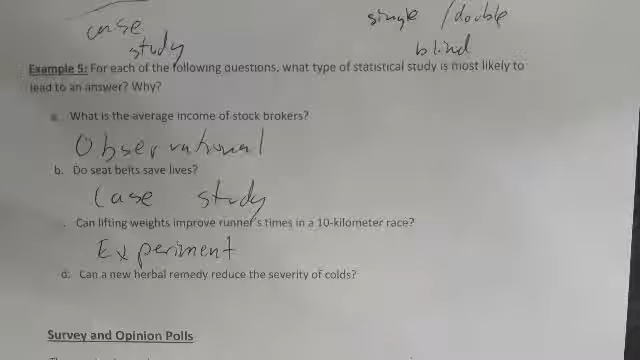 case single / double
study blind
Example 5: For each of the following questions, what type of statistical study is most likely to
lead to an answer? Why?
a. What is the average income of stock brokers?
Observational
b. Do seat belts save lives?
Case study
. Can lifting weights improve runner's times in a 10-kilometer race?
Experiment
d. Can a new herbal remedy reduce the severity of colds?
Survey and Opinion Polls